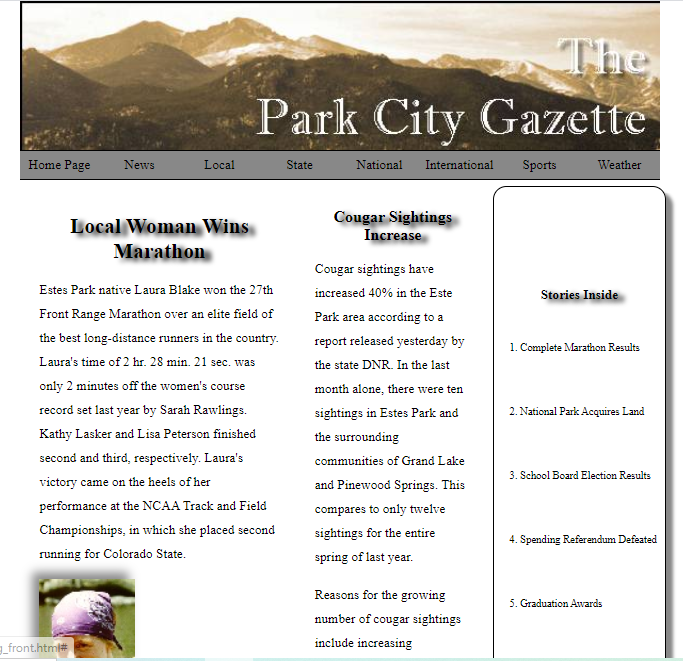 The
Park City Gazette
Home Page News Local State National International Sports Weather
Local Woman Wins
Marathon
Estes Park native Laura Blake won the 27th
Front Range Marathon over an elite field of
the best long-distance runners in the country.
Laura's time of 2 hr. 28 min. 21 sec. was
only 2 minutes off the women's course
record set last year by Sarah Rawlings.
Kathy Lasker and Lisa Peterson finished
second and third, respectively. Laura's
victory came on the heels of her
performance at the NCAA Track and Field
Championships, in which she placed second
running for Colorado State.
Cougar Sightings
Increase
Cougar sightings have
increased 40% in the Este
Park area according to a
report released yesterday by
the state DNR. In the last
month alone, there were ten
sightings in Estes Park and
the surrounding
communities of Grand Lake
and Pinewood Springs. This
compares to only twelve
sightings for the entire
spring of last year.
Reasons for the growing
number of cougar sightings
include increasing
Stories Inside
1. Complete Marathon Results
2. National Park Acquires Land
3. School Board Election Results
4. Spending Referendum Defeated
5. Graduation Awards
g_front.html#